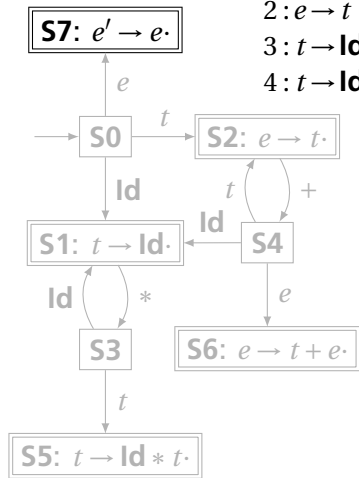 2 : e → t
S7: e′ → e·
3 : t → Id
4 : t → Id
e
S0
t
S2: e → t·
Id
t
+
S1: t → Id·
Id
S4
Id
*
e
S3
S6: e → t + e·
t
S5: t → Id * t·